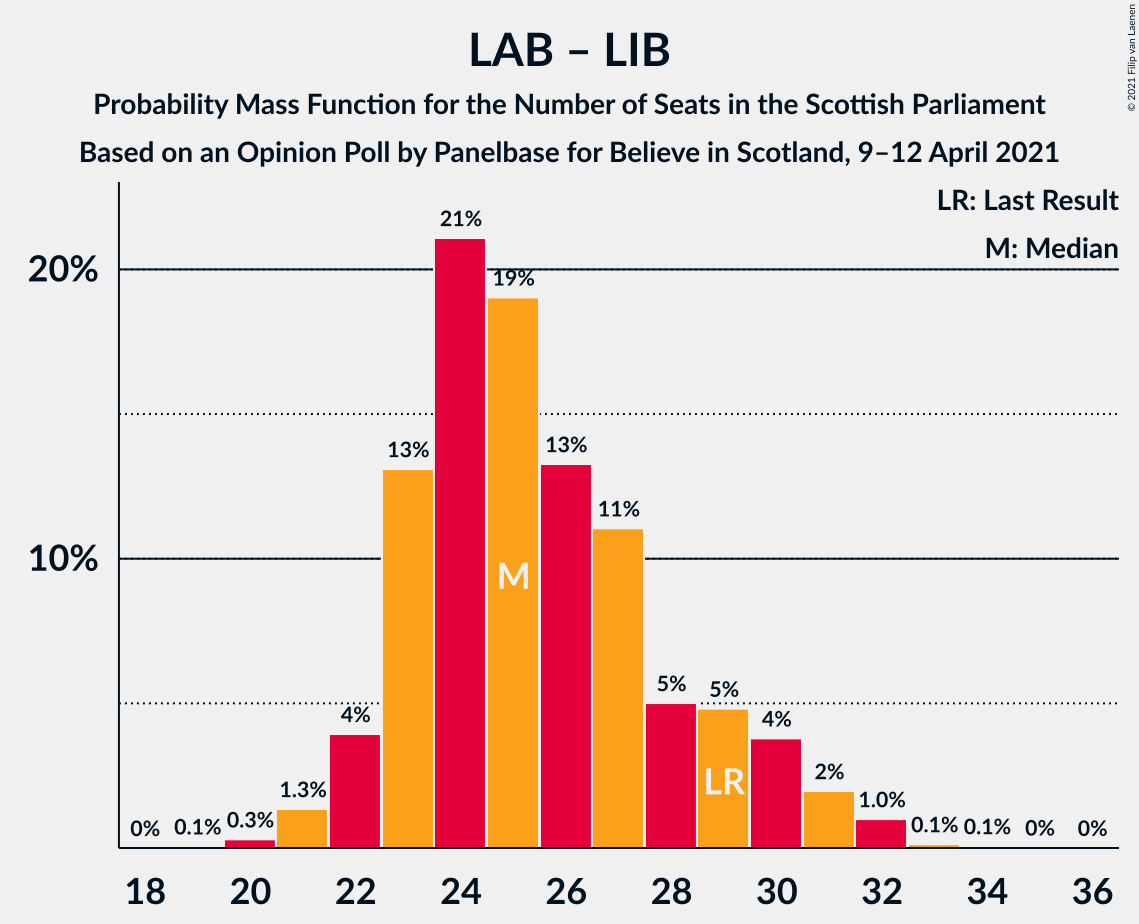 LAB – LIB
Probability Mass Function for the Number of Seats in the Scottish Parliament
Based on an Opinion Poll by Panelbase for Believe in Scotland, 9–12 April 2021
© 2021 Filip van Laenen
LR: Last Result
M: Median
20%
10%
0%
0.1%
0.3%
1.3%
4%
13%
21%
19%
13%
11%
5%
5%
4%
2%
1.0%
0.1%
0.1%
0%
0%
M
LR
18 20 22 24 26 28 30 32 34 36